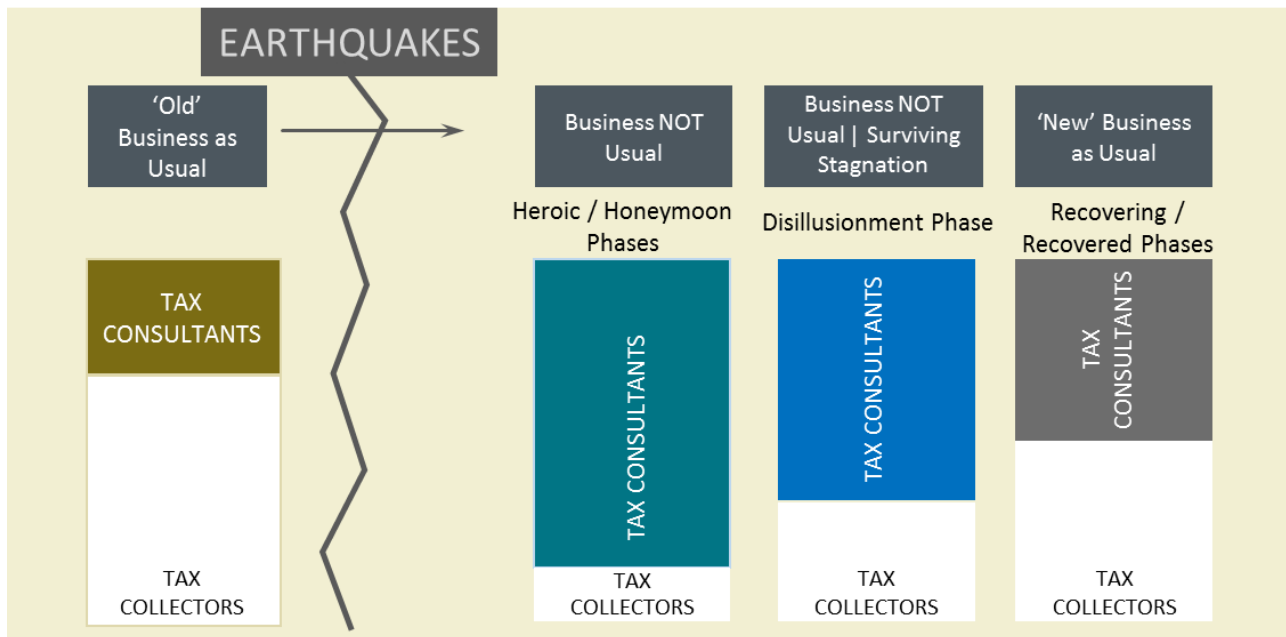 EARTHQUAKES
‘Old’
Business as
Usual
Business NOT
Usual
Business NOT
Usual | Surviving
Stagnation
‘New’ Business
as Usual
Heroic / Honeymoon
Phases
Disillusionment Phase
Recovering /
Recovered Phases
TAX
CONSULTANTS
TAX
COLLECTORS
TAX CONSULTANTS
TAX
COLLECTORS
TAX CONSULTANTS
TAX
COLLECTORS
TAX
CONSULTANTS
TAX
COLLECTORS